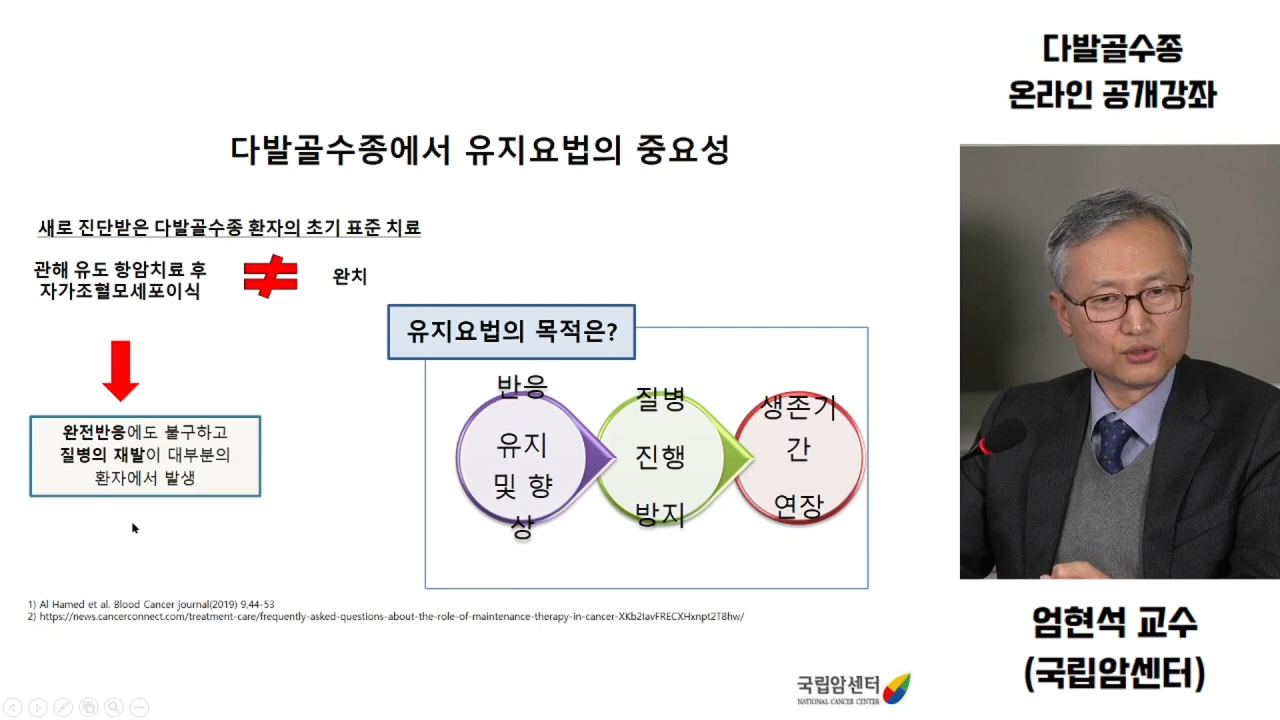 다발골수종
온라인 공개강좌
다발골수종에서 유지요법의 중요성
새로 진단받은 다발골수종 환자의 초기 표준 치료
관해 유도 항암치료 후
자가조혈모세포이식
≠
완치
유지요법의 목적은?
반응
유지
및 향
상
질병
진행
방지
생존기
간
연장
완전반응에도 불구하고
질병의 재발이 대부분의
환자에서 발생
1) Al Hamed et al. Blood Cancer journal(2019) 9,44-53
2) https://news.cancerconnect.com/treatment-care/frequently-asked-questions-about-the-role-of-maintenance-therapy-in-cancer-XKb2IavFRECXHxnpt2T8hw/
국립암센터
NATIONAL CANCER CENTER
엄현석 교수
(국립암센터)